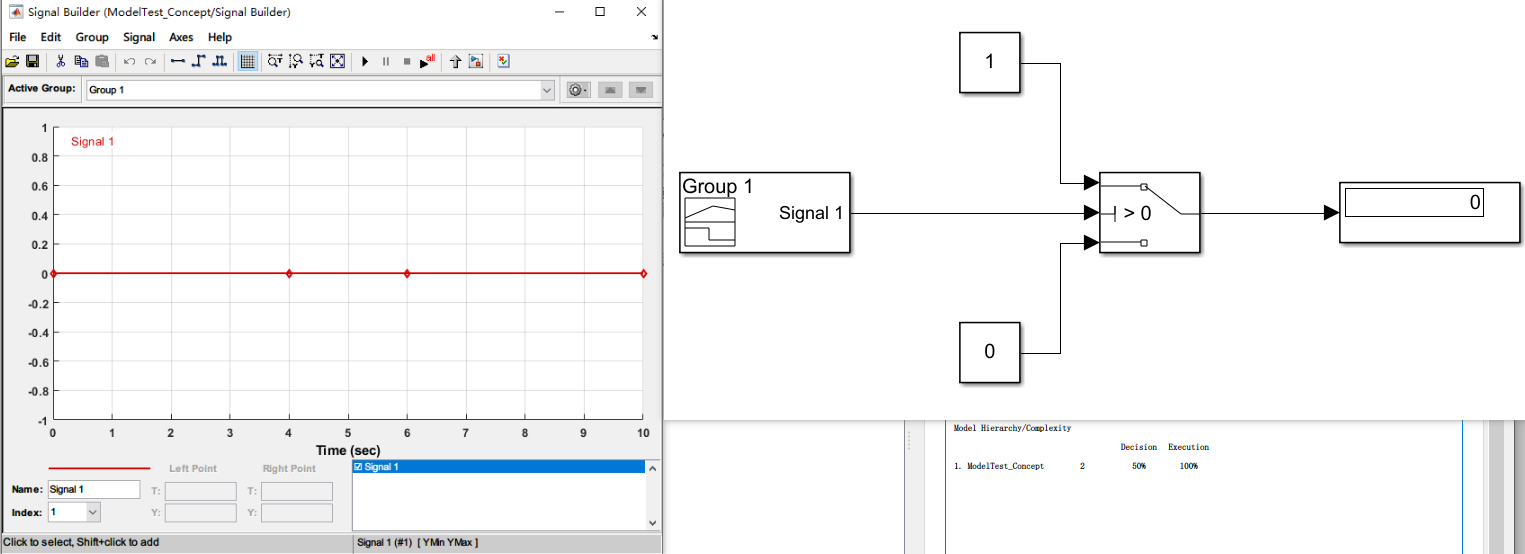 Signal Builder (ModelTest_Concept/Signal Builder)
File Edit Group Signal Axes Help
all
Active Group: Group 1
Signal 1
1
0.8
0.6
0.4
0.2
0
-0.2
-0.4
-0.6
-0.8
-1
0 1 2 3 4 5 6 7 8 9 10
Time (sec)
Left Point Right Point
Name: Signal 1 T: T:
Index: 1 Y: Y:
Signal 1
Click to select, Shift+click to add
Signal 1 (#1) [ YMin YMax ]
1
Group 1
Signal 1
> 0
0
0
Model Hierarchy/Complexity
Decision Execution
1. ModelTest_Concept 2 50% 100%